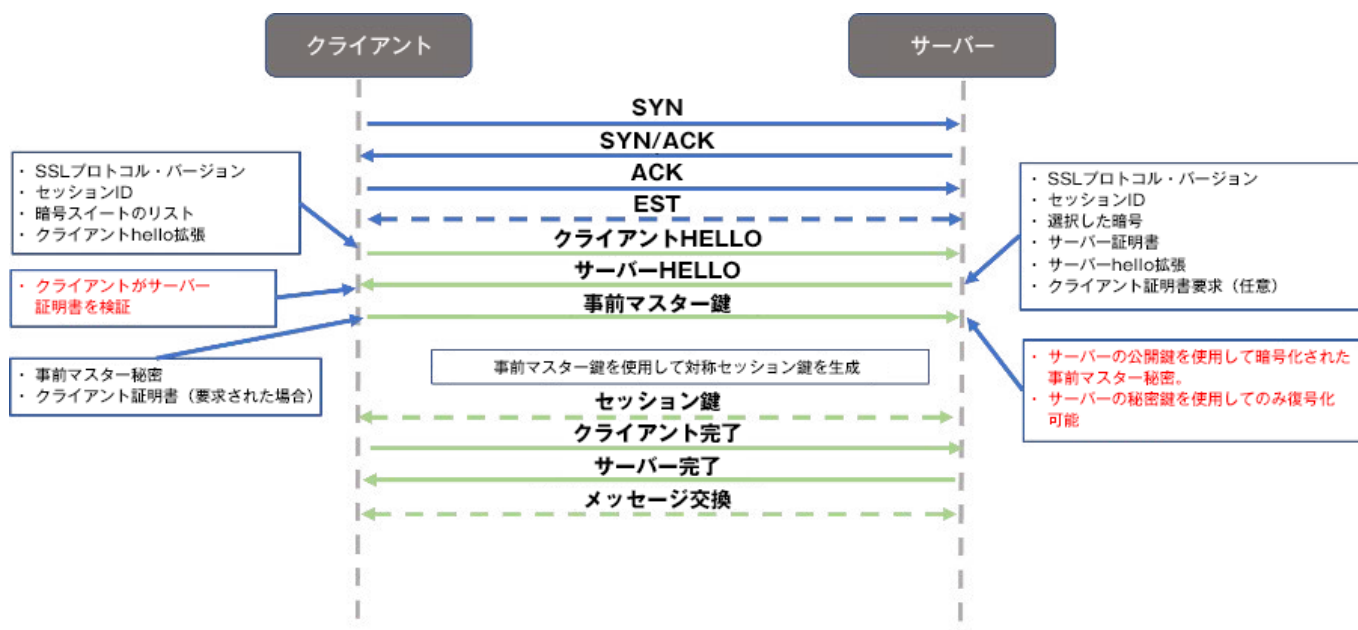 クライアント
サーバー
SYN
SYN/ACK
ACK
EST
クライアントHELLO
サーバーHELLO
事前マスター鍵
事前マスター鍵を使用して対称セッション鍵を生成
セッション鍵
クライアント完了
サーバー完了
メッセージ交換
・ SSLプロトコル・バージョン
・ セッションID
・ 暗号スイートのリスト
・ クライアントhello拡張
・ クライアントがサーバー
証明書を検証
・ 事前マスター秘密
・ クライアント証明書（要求された場合）
・ SSLプロトコル・バージョン
・ セッションID
・ 選択した暗号
・ サーバー証明書
・ サーバーhello拡張
・ クライアント証明書要求（任意）
・ サーバーの公開鍵を使用して暗号化された
事前マスター秘密。
・ サーバーの秘密鍵を使用してのみ復号化
可能